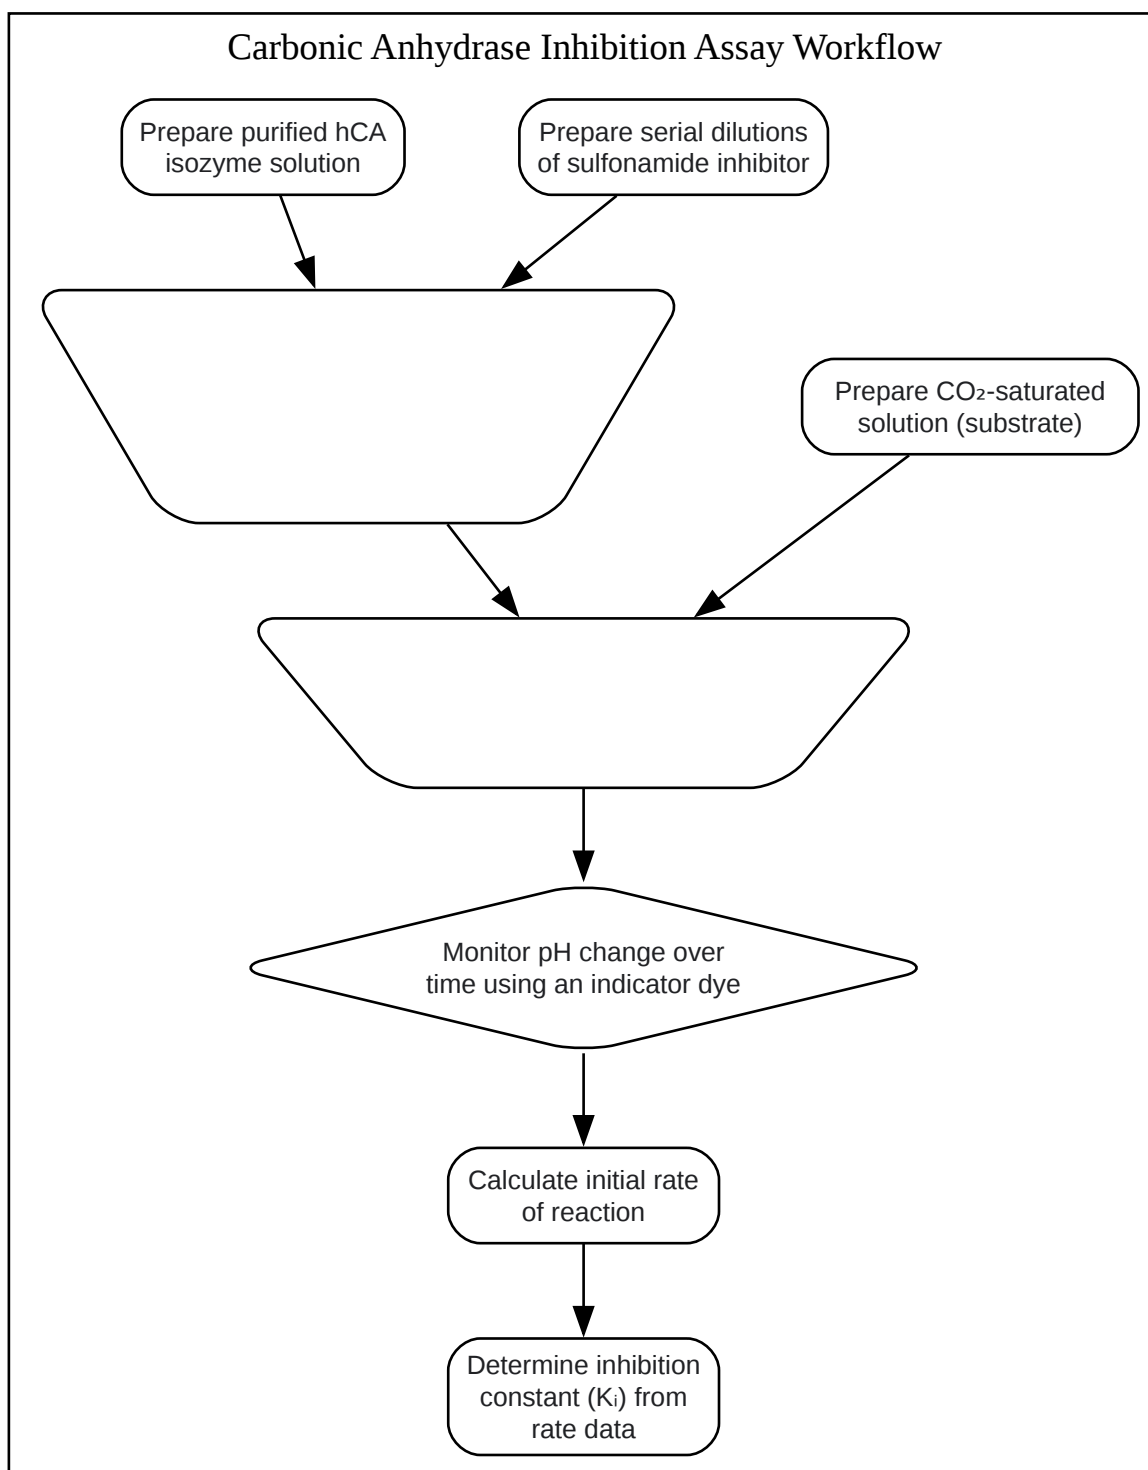 Carbonic Anhydrase Inhibition Assay Workflow
Prepare purified hCA
isozyme solution
Prepare serial dilutions
of sulfonamide inhibitor
Prepare CO₂-saturated
solution (substrate)
Monitor pH change over
time using an indicator dye
Calculate initial rate
of reaction
Determine inhibition
constant (Kᵢ) from
rate data